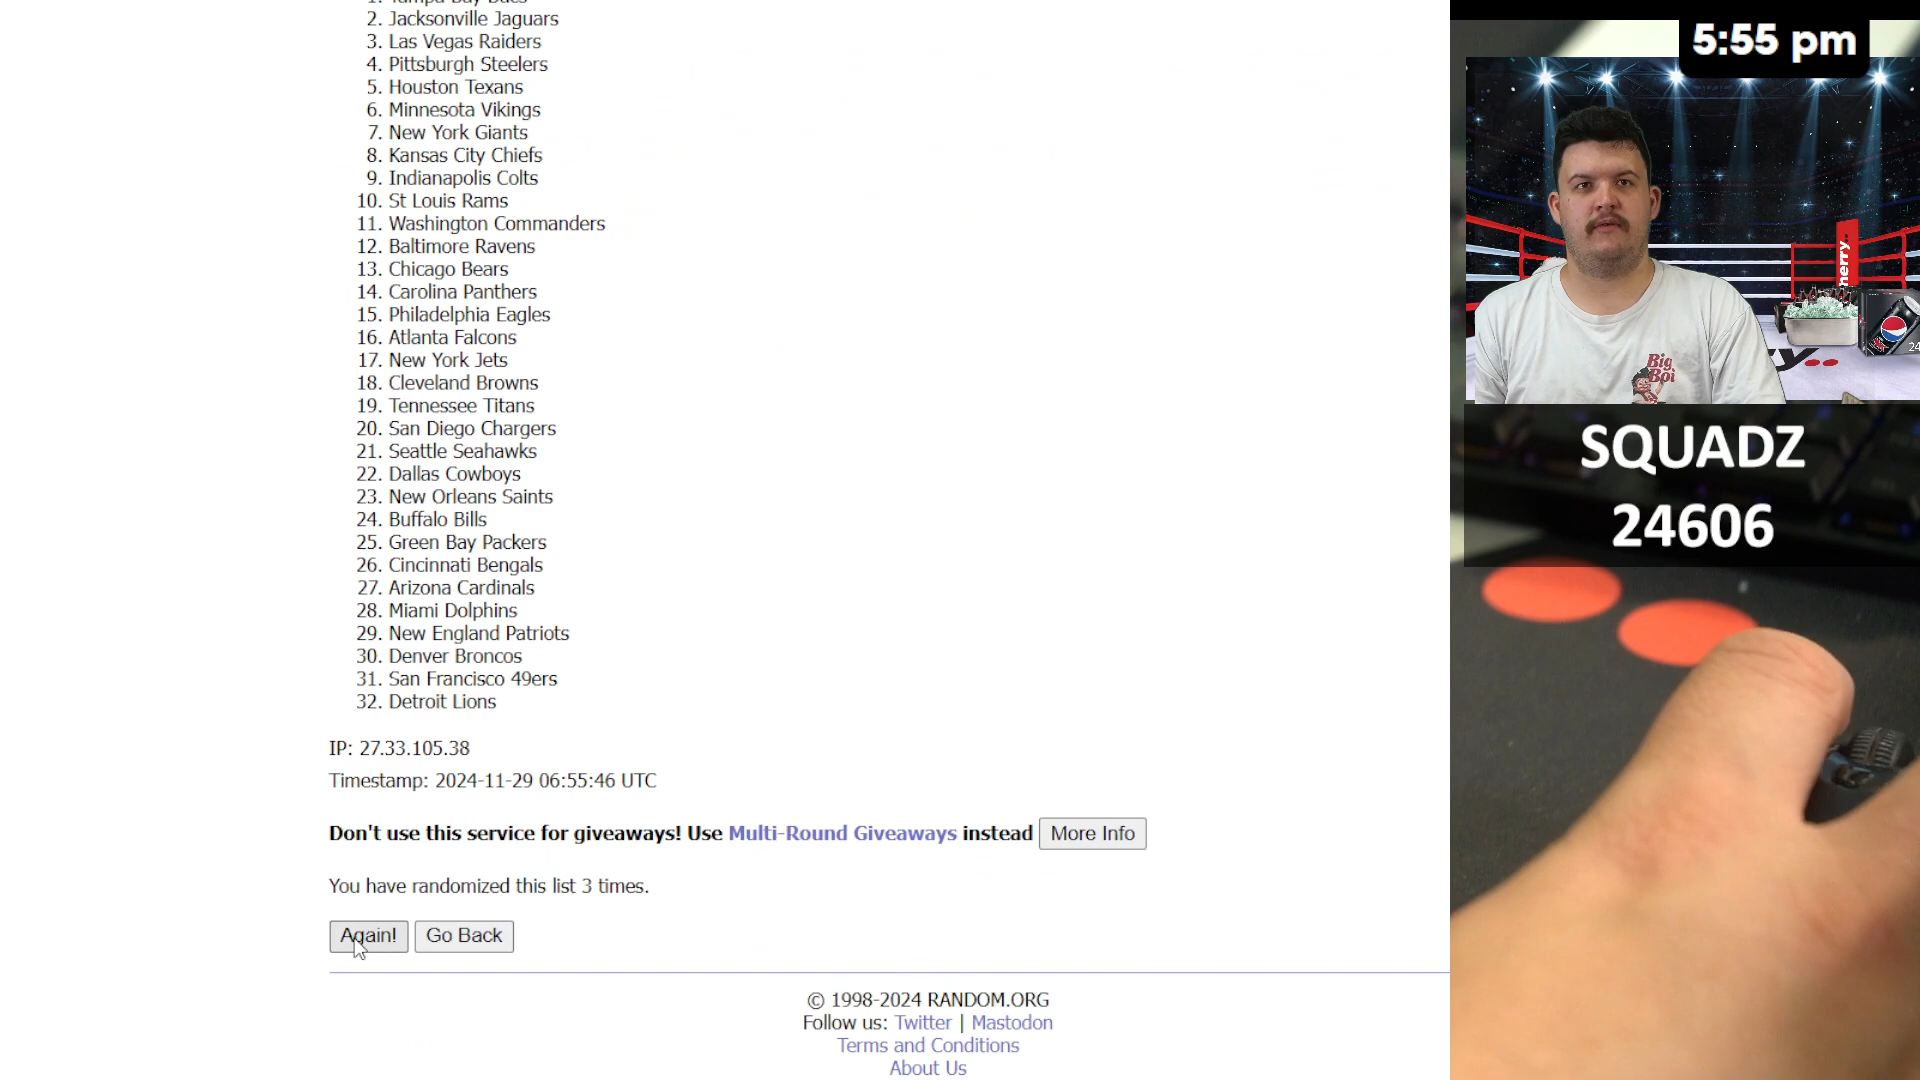 1. Tampa Bay Bucs
2. Jacksonville Jaguars
3. Las Vegas Raiders
4. Pittsburgh Steelers
5. Houston Texans
6. Minnesota Vikings
7. New York Giants
8. Kansas City Chiefs
9. Indianapolis Colts
10. St Louis Rams
11. Washington Commanders
12. Baltimore Ravens
13. Chicago Bears
14. Carolina Panthers
15. Philadelphia Eagles
16. Atlanta Falcons
17. New York Jets
18. Cleveland Browns
19. Tennessee Titans
20. San Diego Chargers
21. Seattle Seahawks
22. Dallas Cowboys
23. New Orleans Saints
24. Buffalo Bills
25. Green Bay Packers
26. Cincinnati Bengals
27. Arizona Cardinals
28. Miami Dolphins
29. New England Patriots
30. Denver Broncos
31. San Francisco 49ers
32. Detroit Lions
IP: 27.33.105.38
Timestamp: 2024-11-29 06:55:46 UTC
Don't use this service for giveaways! Use Multi-Round Giveaways instead More Info
You have randomized this list 3 times.
Again! Go Back
© 1998-2024 RANDOM.ORG
Follow us: Twitter | Mastodon
Terms and Conditions
About Us
5:55 pm
herry
Big
Boi
24
y..
SQUADZ
24606